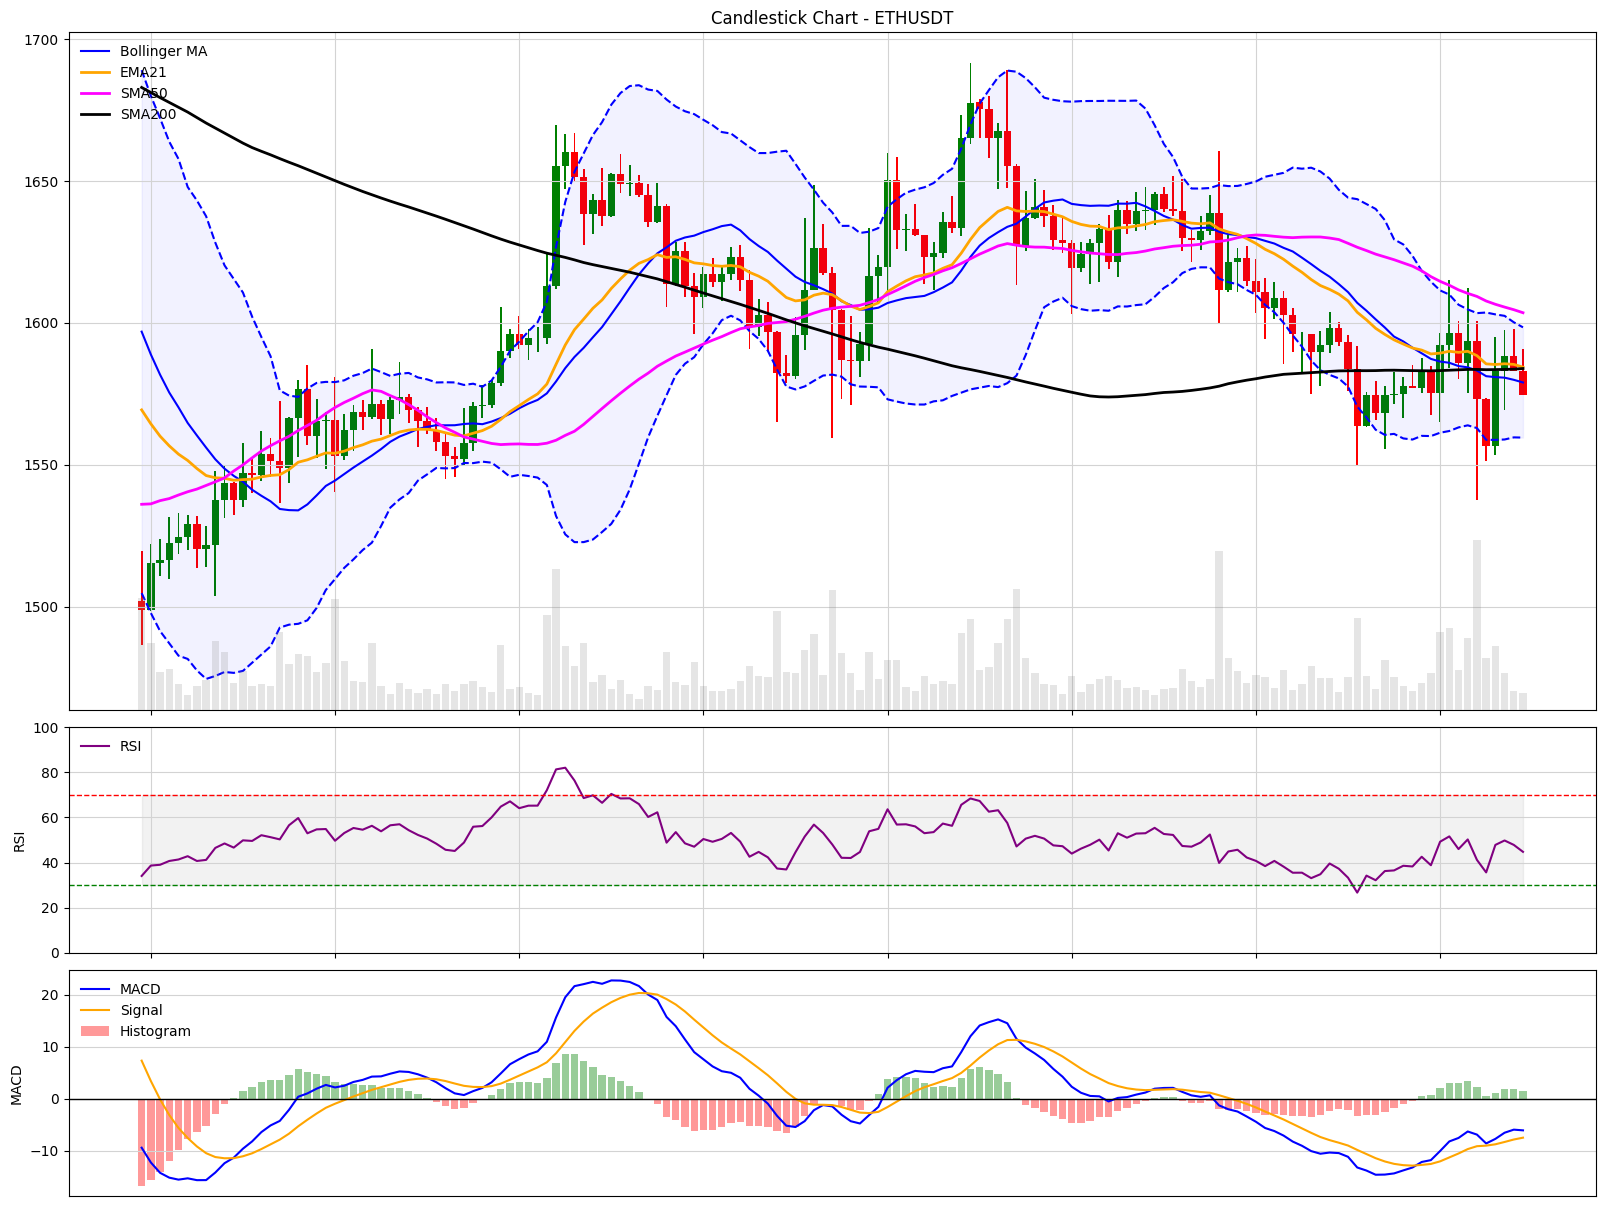 Candlestick Chart - ETHUSDT
1700
1650
1600
1550
1500
Bollinger MA
EMA21
SMA50
SMA200
100
80
60
40
20
0
RSI
RSI
20
10
0
−10
MACD
MACD
Signal
Histogram